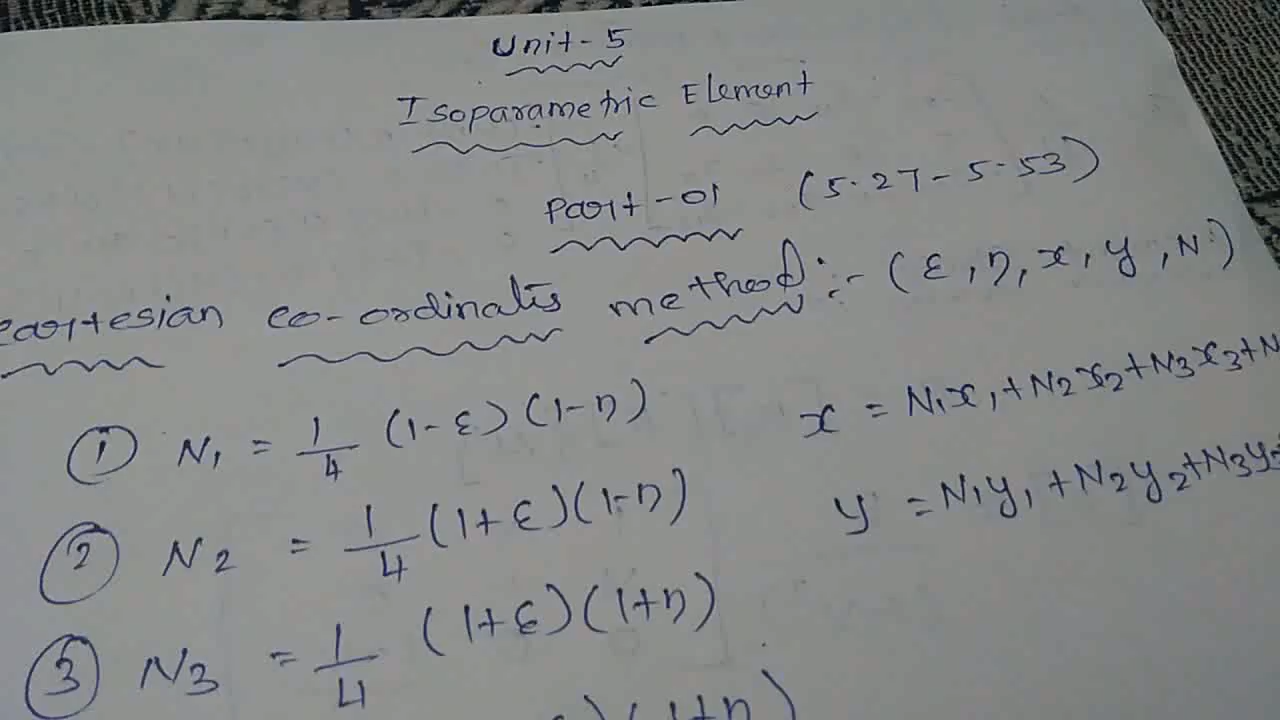 Unit-5
Isoparametric Element
Part-01 (5.27-5.53)
cartesian co-ordinates method:- (ε, η, x, y, N)
① N1 = 1/4 (1-ε)(1-η)
x = N1x1+N2x2+N3x3+N
② N2 = 1/4 (1+ε)(1-η)
y = N1y1+N2y2+N3y3
③ N3 = 1/4 (1+ε)(1+η)
ε)(1+η)